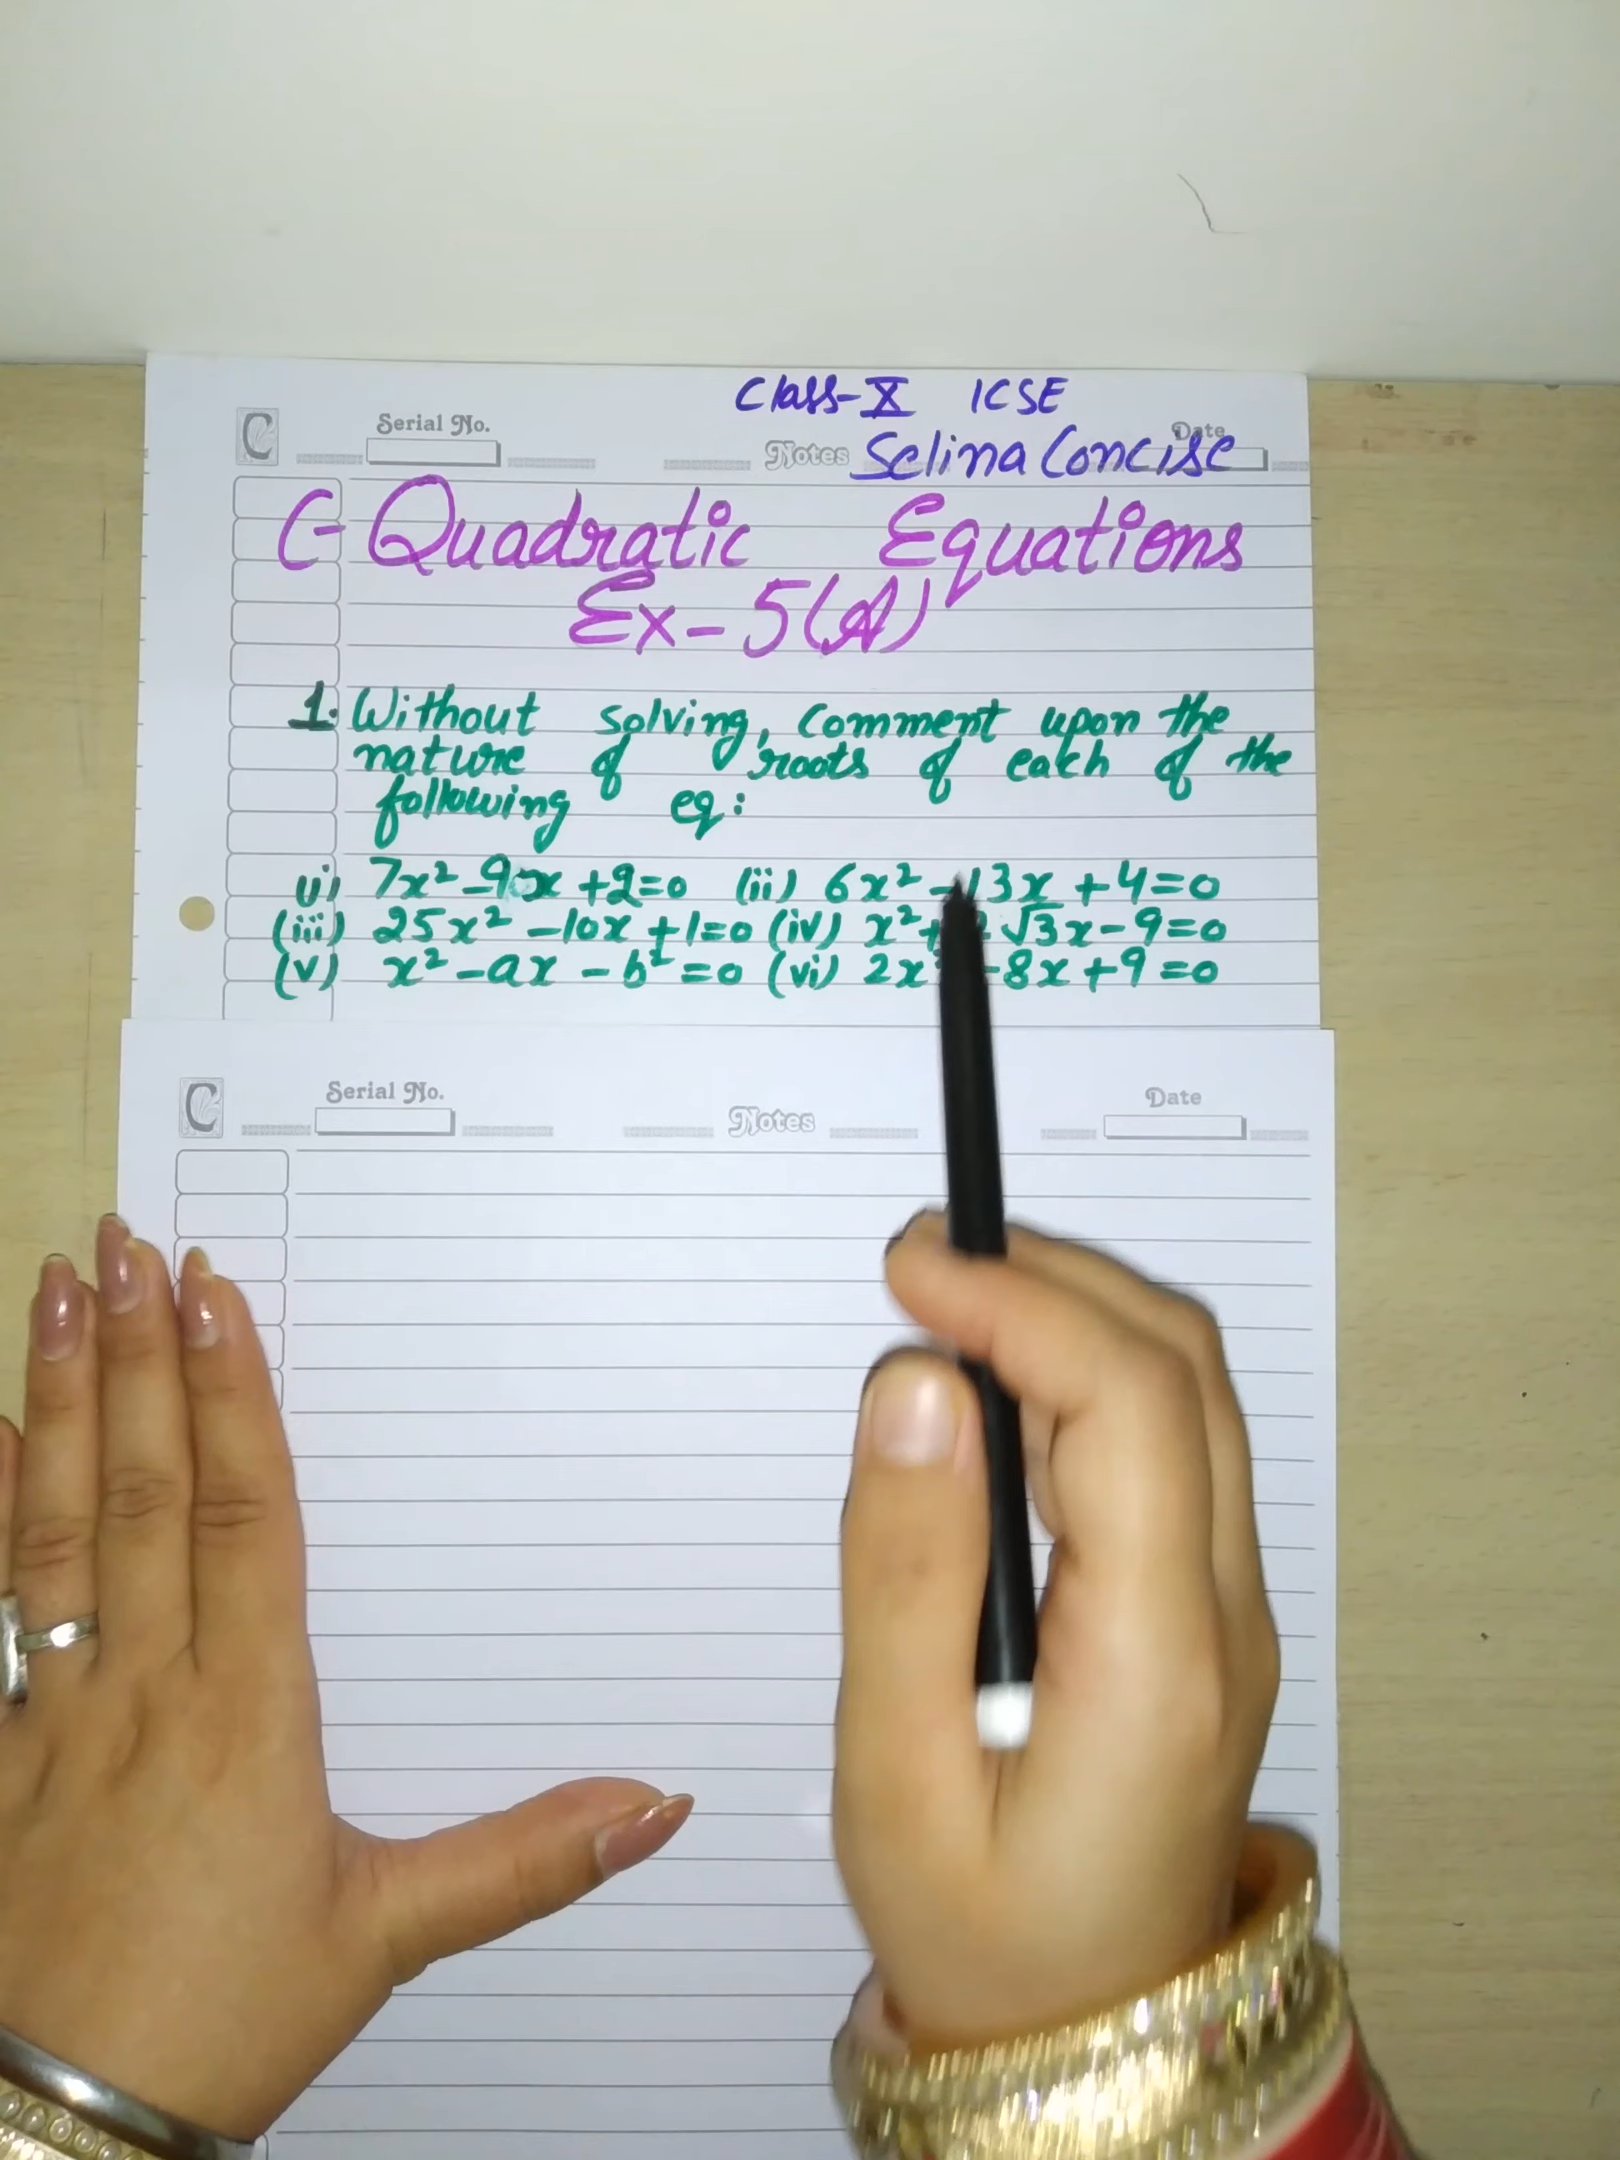 Class-X ICSE
Serial No.
Date
Notes
Selina Concise
C-Quadratic Equations
Ex-5(A)
1. Without solving, comment upon the
nature of roots of each of the
following eq:
(i) 7x² -9x +2=0 (ii) 6x² -13x +4=0
(iii) 25x² -10x +1=0 (iv) x²+ √3x-9=0
(v) x² -ax -b² =0 (vi) 2x -8x+9=0
C
Serial No.
Notes
Date